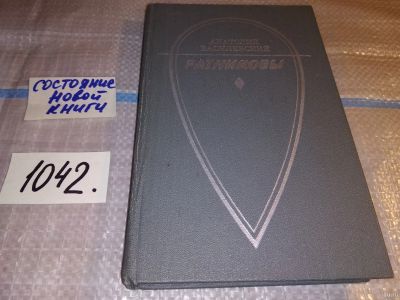 СОСТОЯНИЕ
НОВОЙ
КНИГИ
1042.
АНАТОЛИЙ
ВАСИЛЕВСКИЙ
РАТНИКОВЫ